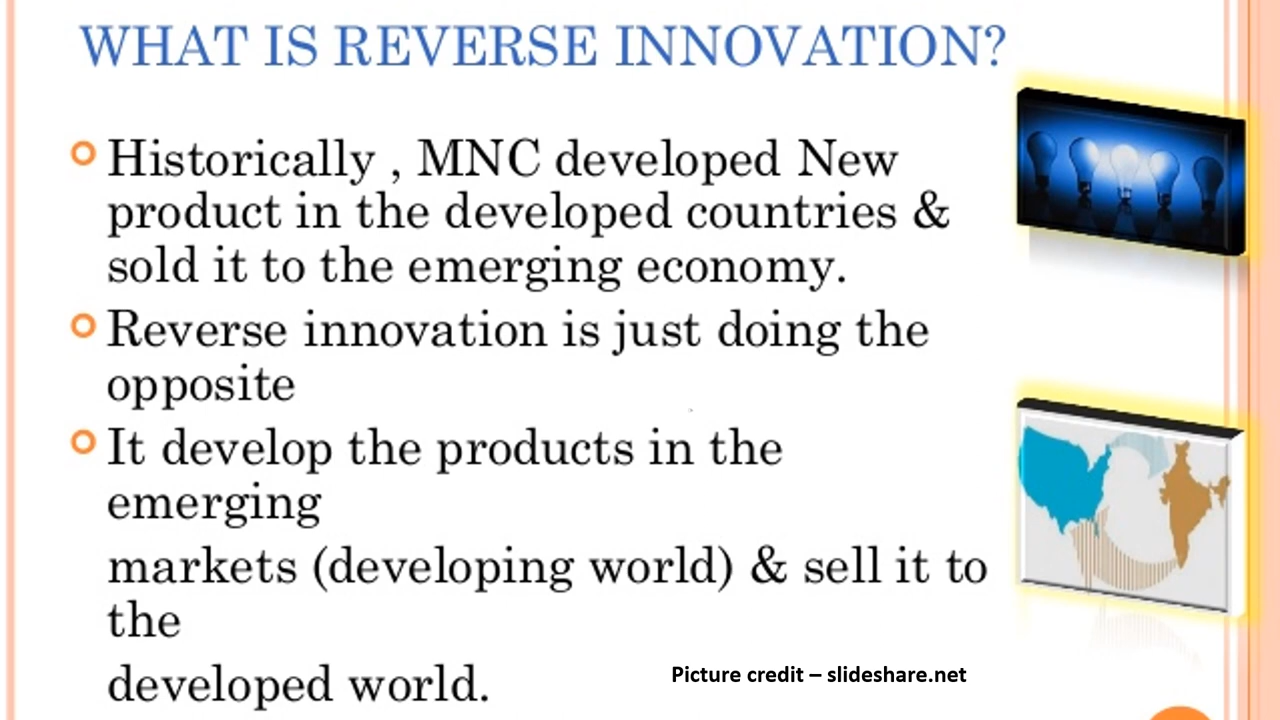 WHAT IS REVERSE INNOVATION?
Historically , MNC developed New
product in the developed countries &
sold it to the emerging economy.
Reverse innovation is just doing the
opposite
It develop the products in the
emerging
markets (developing world) & sell it to
the
developed world.
Picture credit – slideshare.net